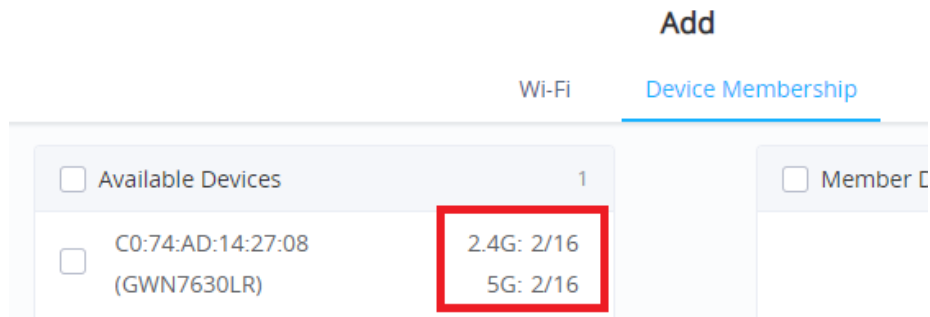 Add
Wi-Fi Device Membership
Available Devices 1
Member
C0:74:AD:14:27:08 2.4G: 2/16
(GWN7630LR) 5G: 2/16